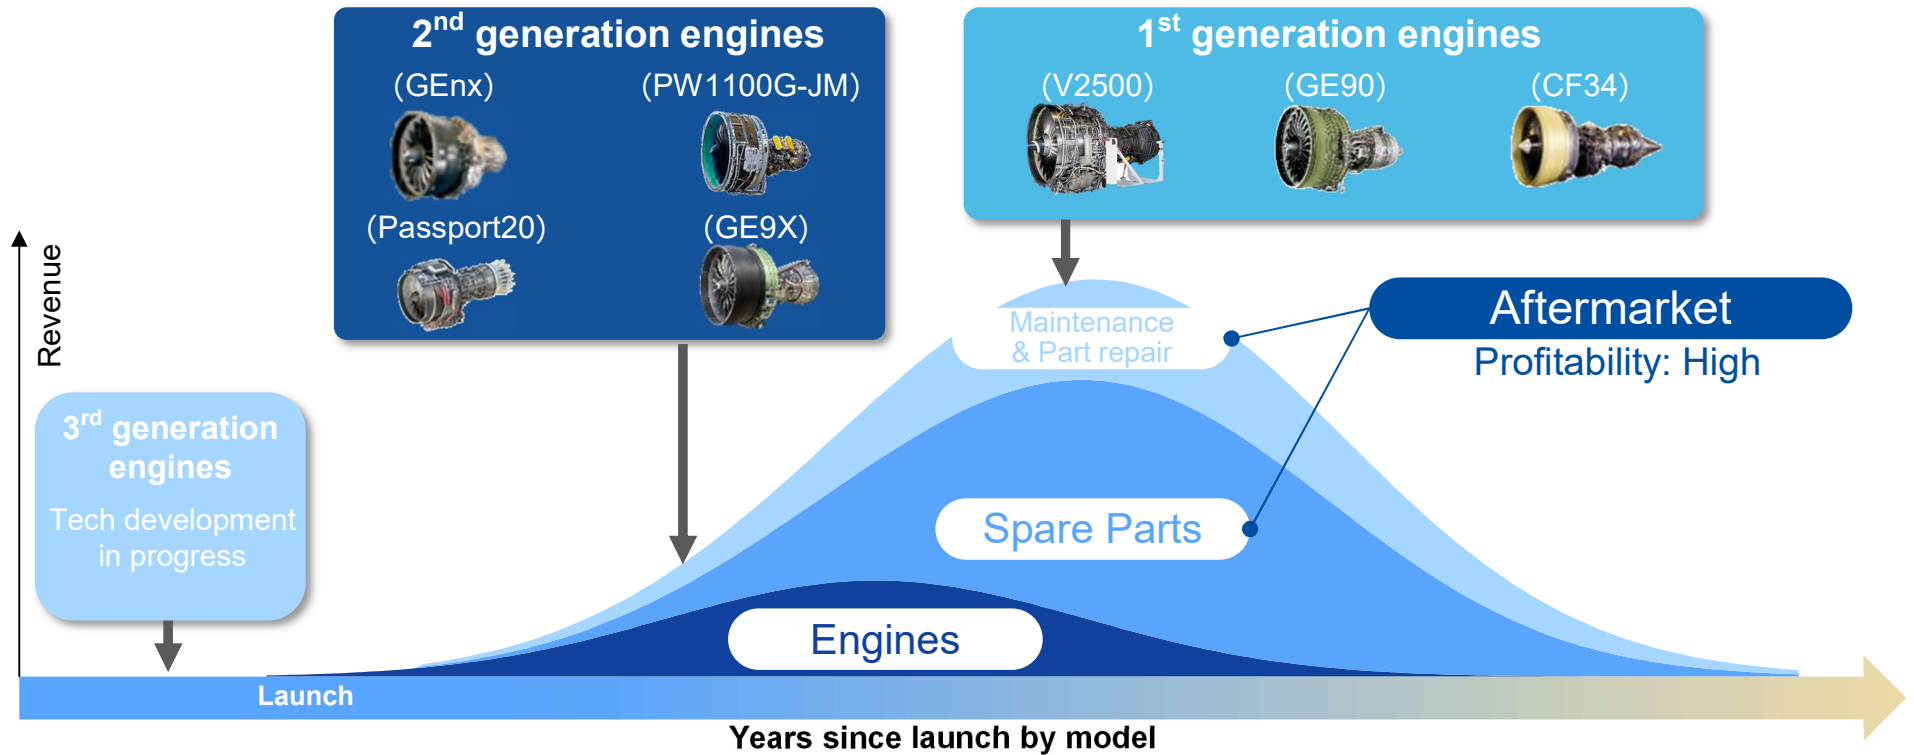 2nd generation engines
(GEnx)
(PW1100G-JM)
(Passport20)
(GE9X)
1st generation engines
(V2500)
(GE90)
(CF34)
Revenue
3rd generation
engines
Tech development
in progress
Maintenance
& Part repair
Aftermarket
Profitability: High
Spare Parts
Engines
Launch
Years since launch by model